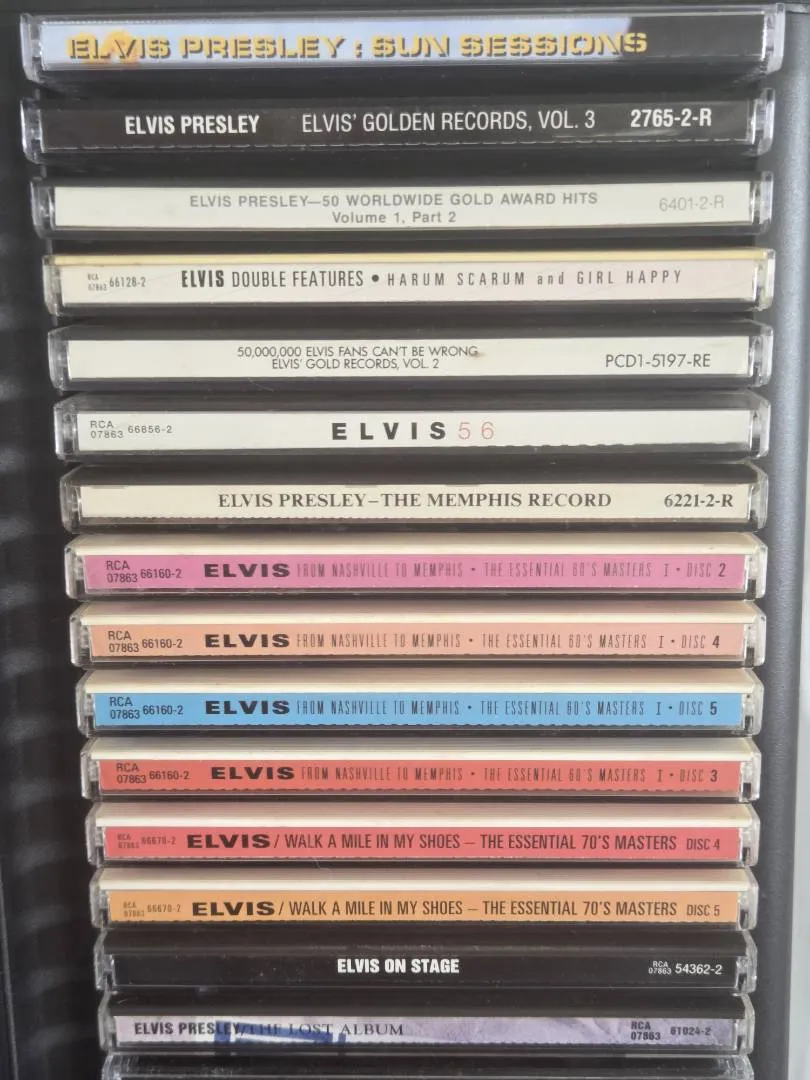 ELVIS PRESLEY : SUN SESSIONS
ELVIS PRESLEY ELVIS' GOLDEN RECORDS, VOL. 3 2765-2-R
ELVIS PRESLEY—50 WORLDWIDE GOLD AWARD HITS
Volume 1, Part 2
6401-2-R
RCA
07863 66128-2 ELVIS DOUBLE FEATURES • HARUM SCARUM and GIRL HAPPY
50,000,000 ELVIS FANS CAN'T BE WRONG
ELVIS' GOLD RECORDS, VOL. 2
PCD1-5197-RE
RCA
07863 66856-2 ELVIS 56
ELVIS PRESLEY–THE MEMPHIS RECORD 6221-2-R
RCA
07863 66160-2 ELVIS FROM NASHVILLE TO MEMPHIS • THE ESSENTIAL 60'S MASTERS I • DISC 2
RCA
07863 66160-2 ELVIS FROM NASHVILLE TO MEMPHIS • THE ESSENTIAL 60'S MASTERS I • DISC 4
RCA
07863 66160-2 ELVIS FROM NASHVILLE TO MEMPHIS • THE ESSENTIAL 60'S MASTERS I • DISC 5
RCA
07863 66160-2 ELVIS FROM NASHVILLE TO MEMPHIS • THE ESSENTIAL 60'S MASTERS I • DISC 3
RCA
07863 66670-2 ELVIS / WALK A MILE IN MY SHOES – THE ESSENTIAL 70'S MASTERS DISC 4
RCA
07863 66670-2 ELVIS / WALK A MILE IN MY SHOES – THE ESSENTIAL 70'S MASTERS DISC 5
ELVIS ON STAGE
RCA
07863 54362-2
ELVIS PRESLEY/THE LOST ALBUM
RCA
07863 61024-2